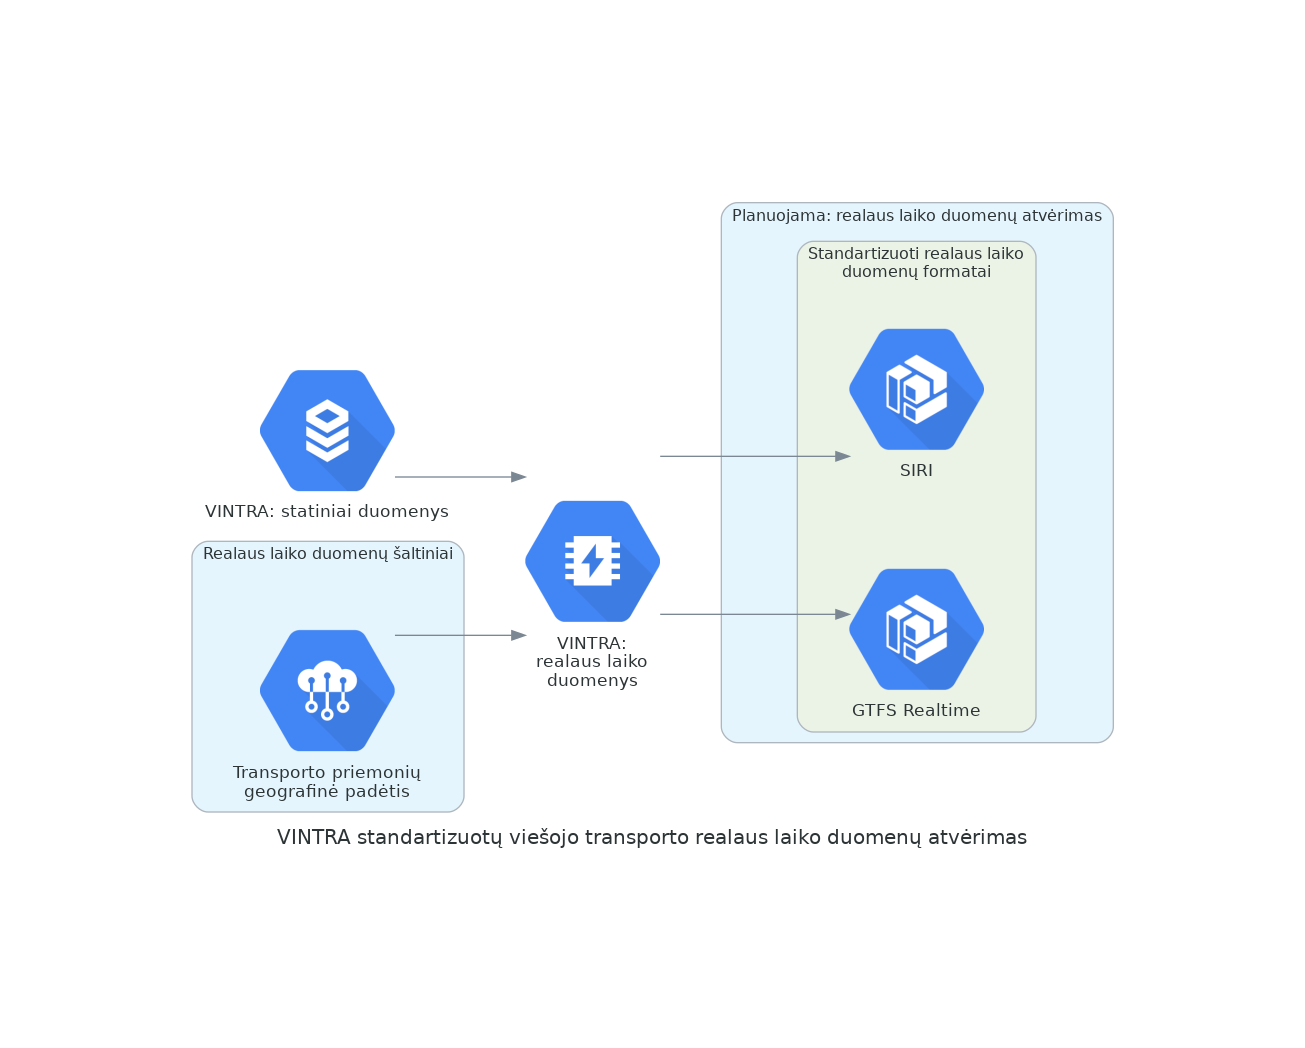 Planuojama: realaus laiko duomenų atvėrimas
Standartizuoti realaus laiko
duomenų formatai
SIRI
VINTRA: statiniai duomenys
Realaus laiko duomenų šaltiniai
VINTRA:
realaus laiko
duomenys
GTFS Realtime
Transporto priemonių
geografinė padėtis
VINTRA standartizuotų viešojo transporto realaus laiko duomenų atvėrimas